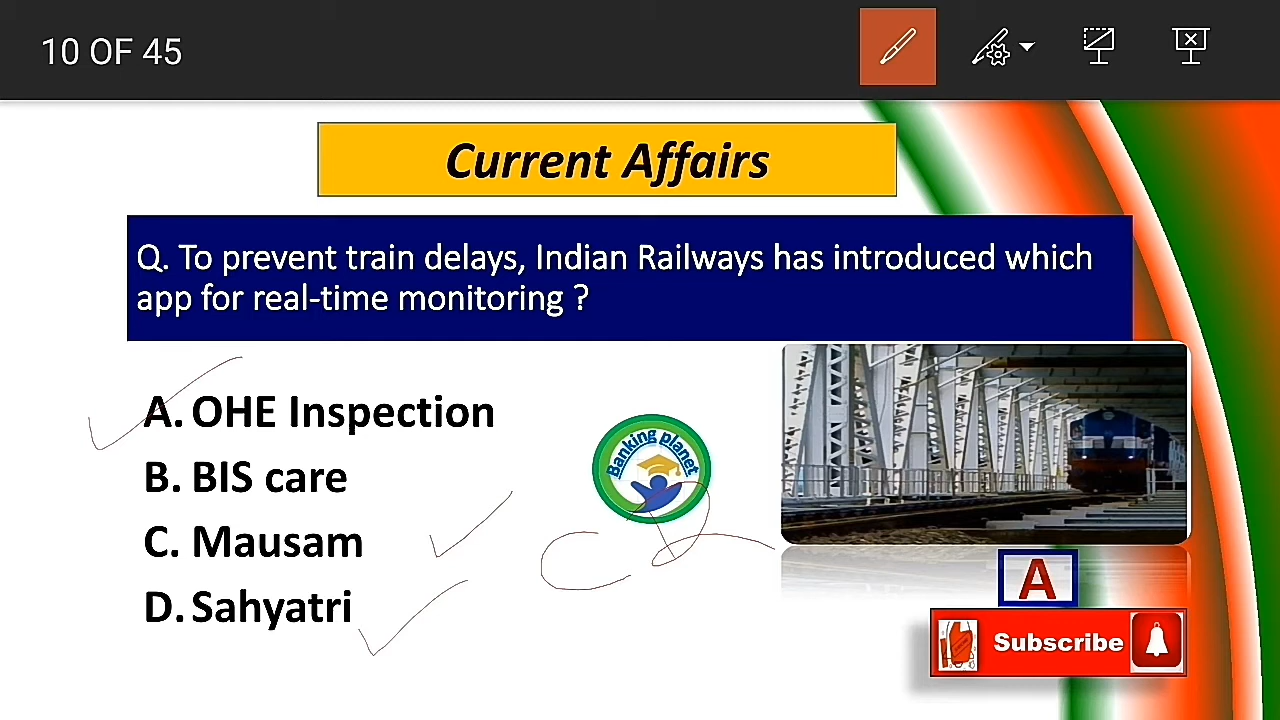 10 OF 45
Current Affairs
Q. To prevent train delays, Indian Railways has introduced which
app for real-time monitoring ?
A. OHE Inspection
B. BIS care
C. Mausam
D. Sahyatri
Banking planet
A
Subscribe